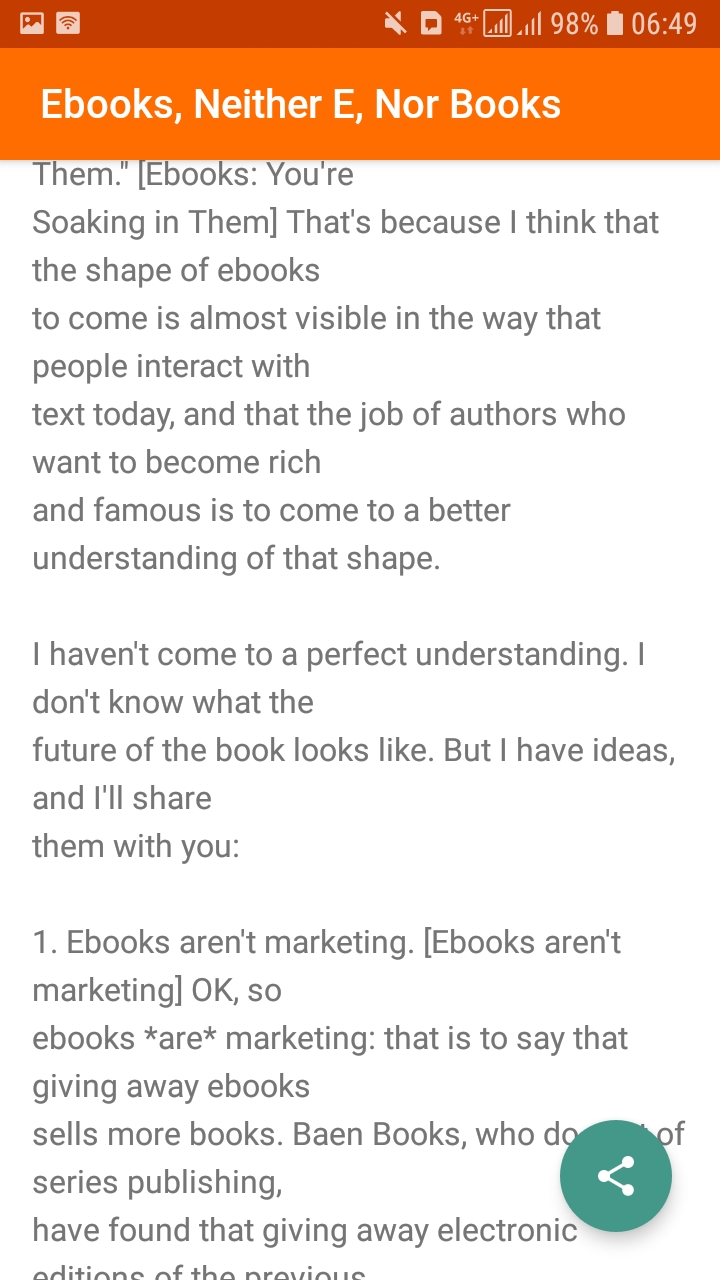 4G+ 98% 06:49
Ebooks, Neither E, Nor Books
Them." [Ebooks: You're
Soaking in Them] That's because I think that
the shape of ebooks
to come is almost visible in the way that
people interact with
text today, and that the job of authors who
want to become rich
and famous is to come to a better
understanding of that shape.
I haven't come to a perfect understanding. I
don't know what the
future of the book looks like. But I have ideas,
and I'll share
them with you:
1. Ebooks aren't marketing. [Ebooks aren't
marketing] OK, so
ebooks *are* marketing: that is to say that
giving away ebooks
sells more books. Baen Books, who do of
series publishing,
have found that giving away electronic
editions of the previous